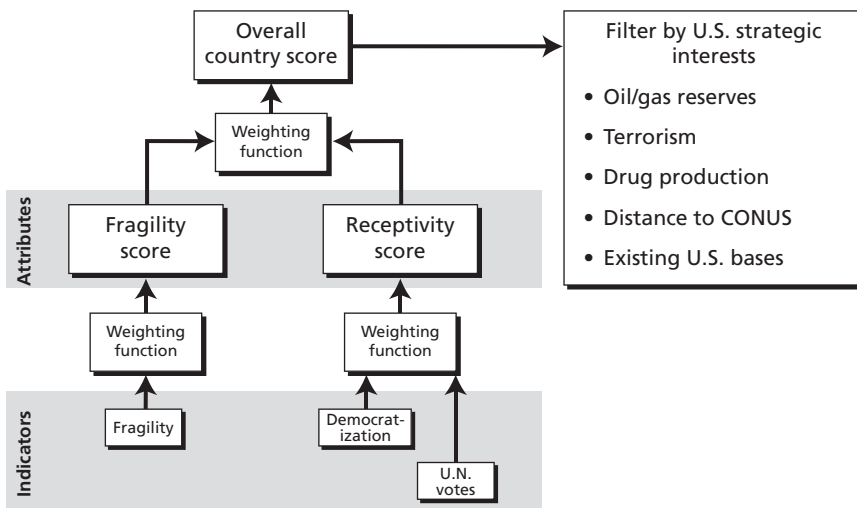 Overall
country score
Filter by U.S. strategic
interests
• Oil/gas reserves
• Terrorism
• Drug production
• Distance to CONUS
• Existing U.S. bases
Weighting
function
Attributes
Fragility
score
Receptivity
score
Weighting
function
Weighting
function
Indicators
Fragility
Democrat-
ization
U.N.
votes